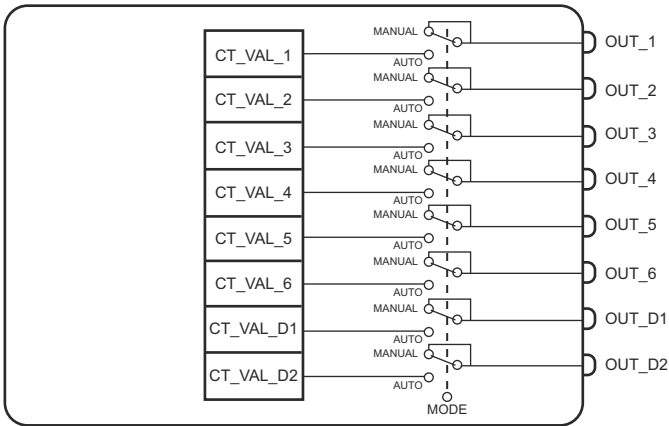 MANUAL
OUT_1
CT_VAL_1
AUTO
MANUAL
OUT_2
CT_VAL_2
AUTO
MANUAL
OUT_3
CT_VAL_3
AUTO
MANUAL
OUT_4
CT_VAL_4
AUTO
MANUAL
OUT_5
CT_VAL_5
AUTO
MANUAL
OUT_6
CT_VAL_6
AUTO
MANUAL
OUT_D1
CT_VAL_D1
AUTO
MANUAL
OUT_D2
CT_VAL_D2
AUTO
MODE